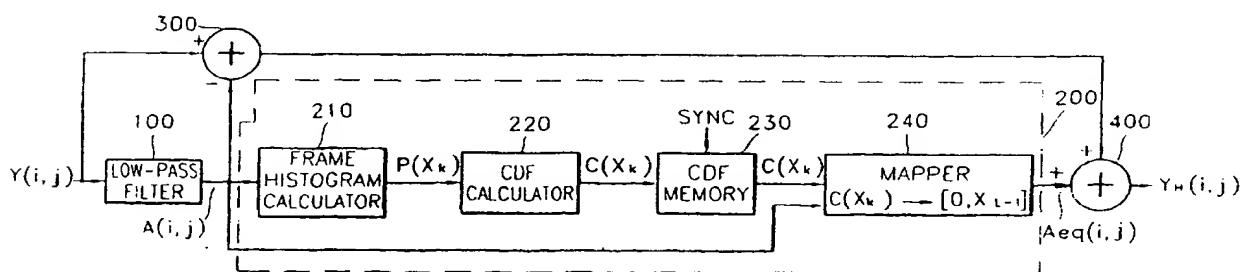 300
+
+
-
200
100
210
220
SYNC
230
240
400
+
Y(i,j)
LOW-PASS
FILTER
FRAME
HISTOGRAM
CALCULATOR
P(Xk)
CDF
CALCULATOR
C(Xk)
CDF
MEMORY
C(Xk)
MAPPER
C(Xk) → [0,XL-1]
+
+
YH(i,j)
A(i,j)
Aeq(i,j)